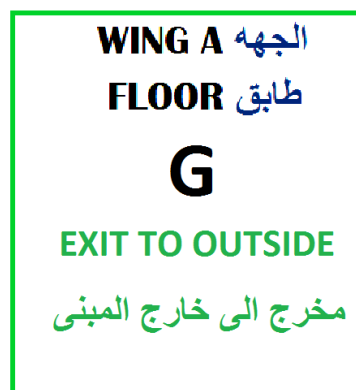 WING A الجهه
FLOOR طابق
G
EXIT TO OUTSIDE
مخرج الى خارج المبنى